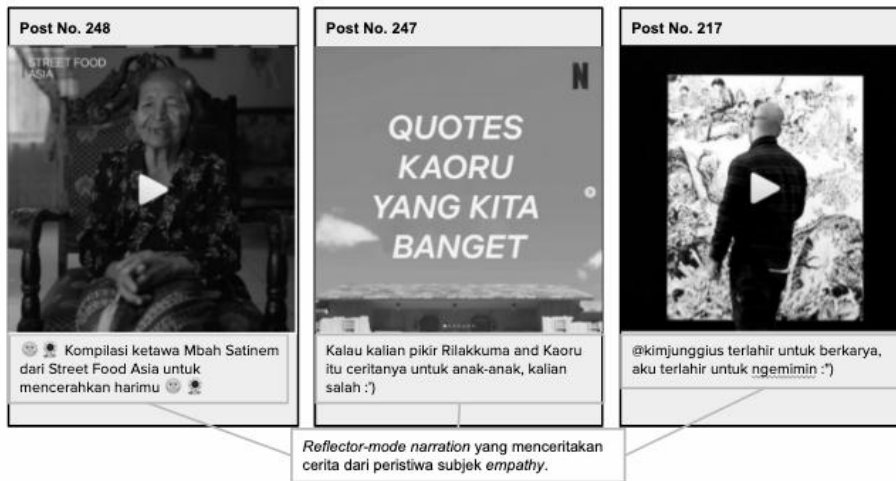 Post No. 248
STREET FOOD
ASIA
Kompilasi ketawa Mbah Satinem
dari Street Food Asia untuk
mencerahkan harimu
Post No. 247
N
QUOTES
KAORU
YANG KITA
BANGET
Kalau kalian pikir Rilakkuma and Kaoru
itu ceritanya untuk anak-anak, kalian
salah :')
Post No. 217
@kimjunggius terlahir untuk berkarya,
aku terlahir untuk ngemimin :")
Reflector-mode narration yang menceritakan
cerita dari peristiwa subjek empathy.